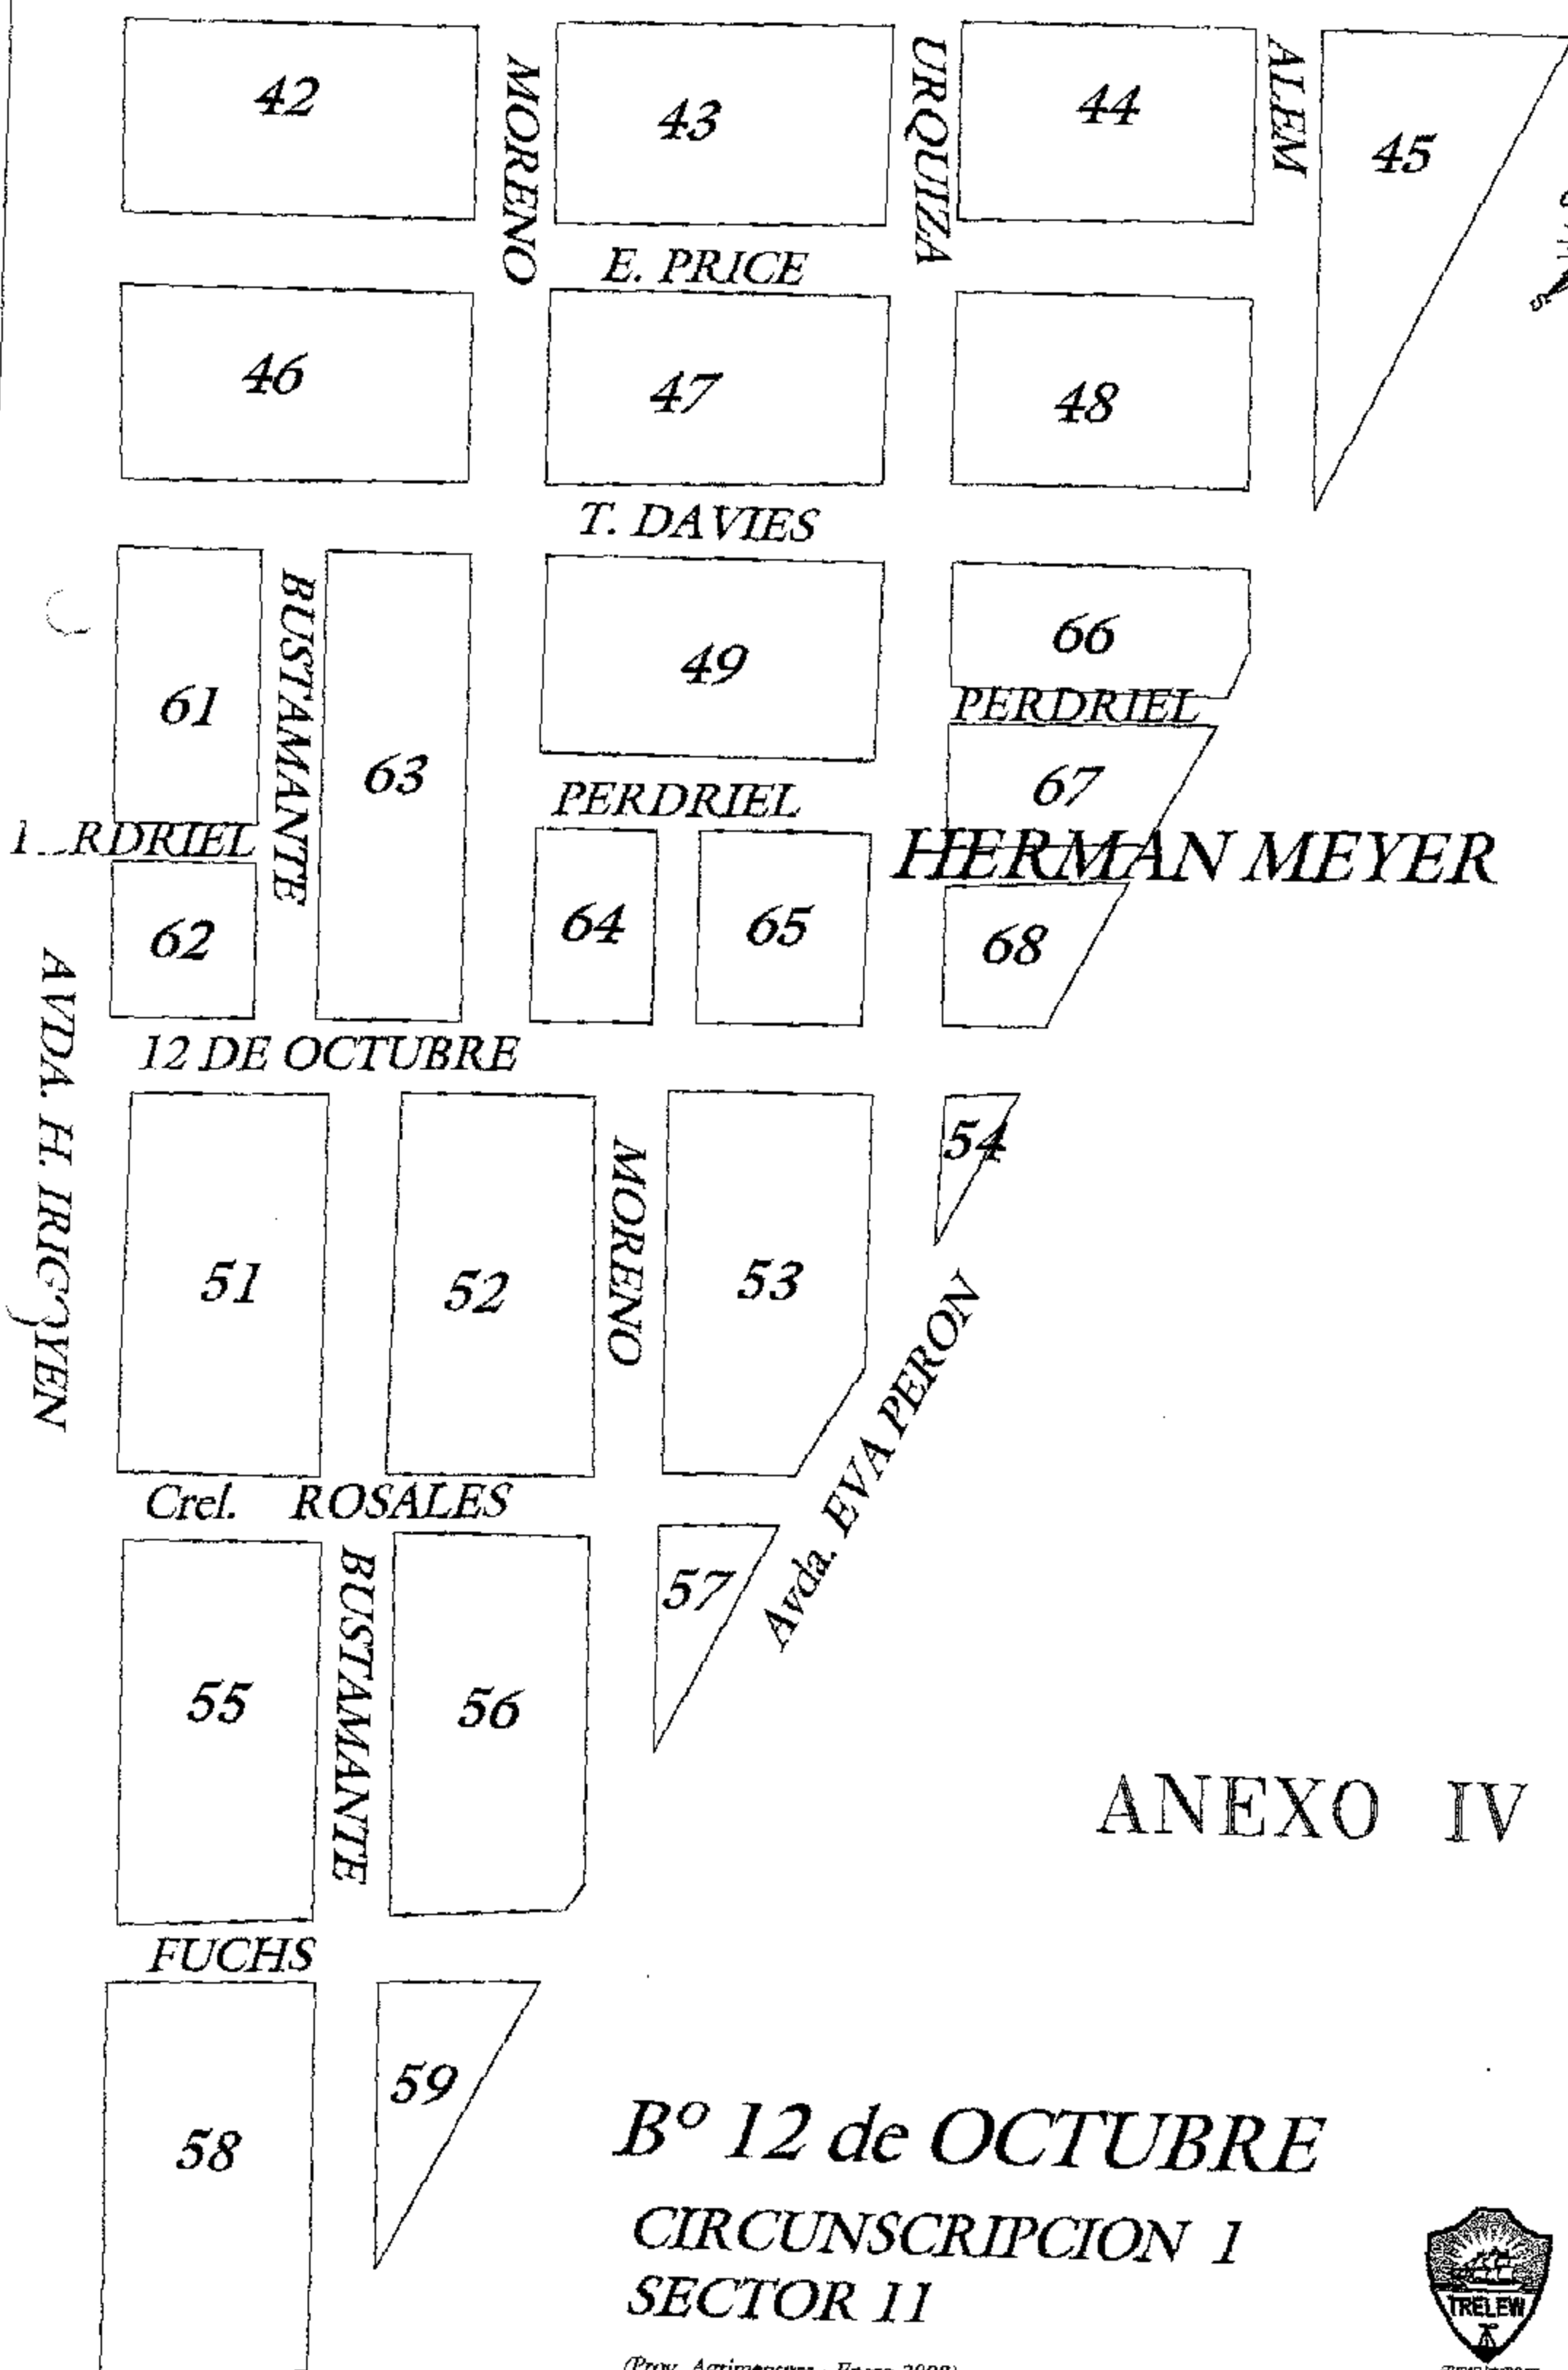 42
MORENO
43
URQUIZA
44
ALEM
45
E. PRICE
S
46
47
48
T. DAVIES
61
BUSTAMANTE
63
49
66
PERDRIEL
67
PERDRIEL
RDRIEL
HERMAN MEYER
62
64
65
68
AVDA. H. IRIGOYEN
12 DE OCTUBRE
51
52
MORENO
53
54
Avda. EVA PERON
Crel. ROSALES
55
BUSTAMANTE
56
57
ANEXO IV
FUCHS
58
59
Bº 12 de OCTUBRE
CIRCUNSCRIPCION 1
SECTOR 11
TRELEW